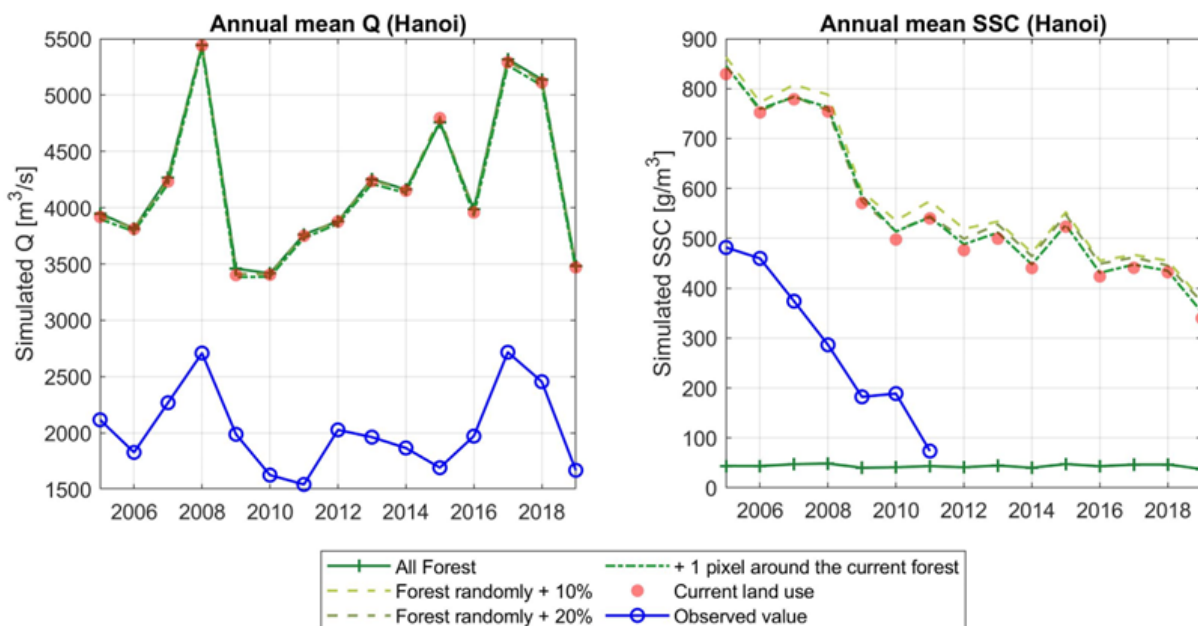 Annual mean Q (Hanoi)
5500
5000
4500
4000
3500
3000
2500
2000
1500
Simulated Q [m³/s]
2006 2008 2010 2012 2014 2016 2018
Annual mean SSC (Hanoi)
900
800
700
600
500
400
300
200
100
0
Simulated SSC [g/m³]
2006 2008 2010 2012 2014 2016 2018
All Forest
Forest randomly + 10%
Forest randomly + 20%
+ 1 pixel around the current forest
Current land use
Observed value